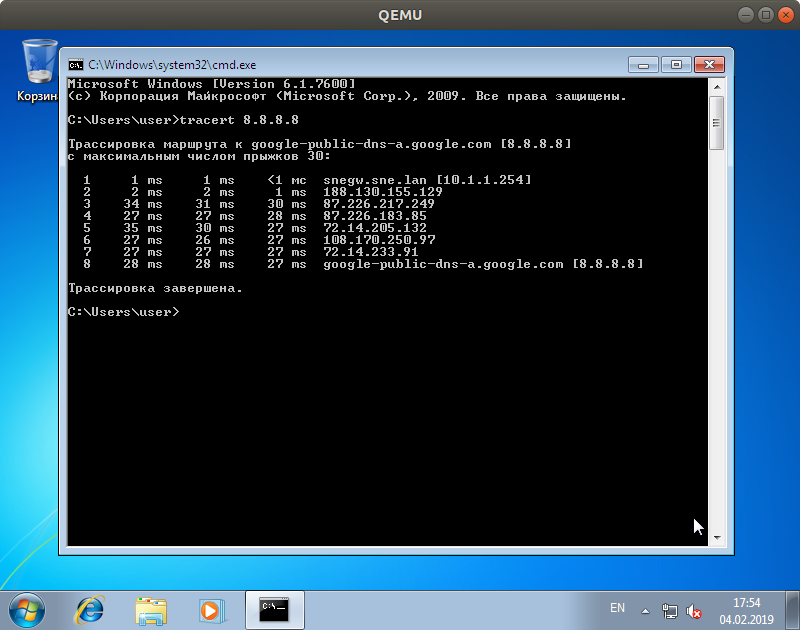 QEMU
Корзин
C:\Windows\system32\cmd.exe
Microsoft Windows [Version 6.1.7600]
(c) Корпорация Майкрософт (Microsoft Corp.), 2009. Все права защищены.
C:\Users\user>tracert 8.8.8.8
Трассировка маршрута к google-public-dns-a.google.com [8.8.8.8]
с максимальным числом прыжков 30:
1 1 ms 1 ms <1 мс snegw.sne.lan [10.1.1.254]
2 2 ms 2 ms 1 ms 188.130.155.129
3 34 ms 31 ms 30 ms 87.226.217.249
4 27 ms 27 ms 28 ms 87.226.183.85
5 35 ms 30 ms 27 ms 72.14.205.132
6 27 ms 26 ms 27 ms 108.170.250.97
7 27 ms 27 ms 27 ms 72.14.233.91
8 28 ms 28 ms 27 ms google-public-dns-a.google.com [8.8.8.8]
Трассировка завершена.
C:\Users\user>
EN
17:54
04.02.2019